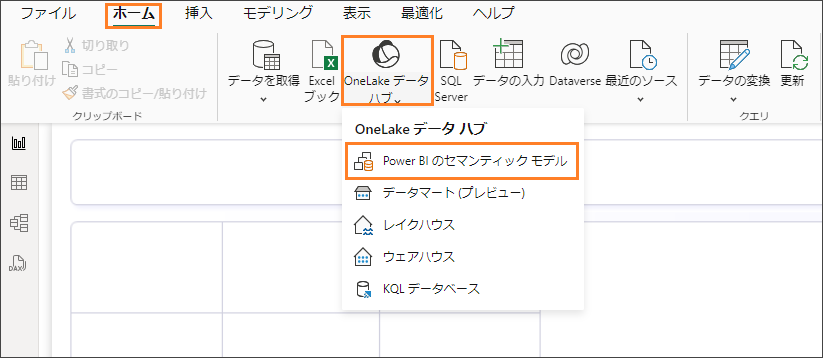 ファイル ホーム 挿入 モデリング 表示 最適化 ヘルプ
貼り付け
切り取り
コピー
書式のコピー/貼り付け
クリップボード
データを取得
Excel
ブック
OneLake データ
ハブ
SQL
Server
データの入力
Dataverse
最近のソース
データの変換
更新
クエリ
OneLake データ ハブ
Power BI のセマンティック モデル
データマート (プレビュー)
レイクハウス
ウェアハウス
KQL データベース
DAX